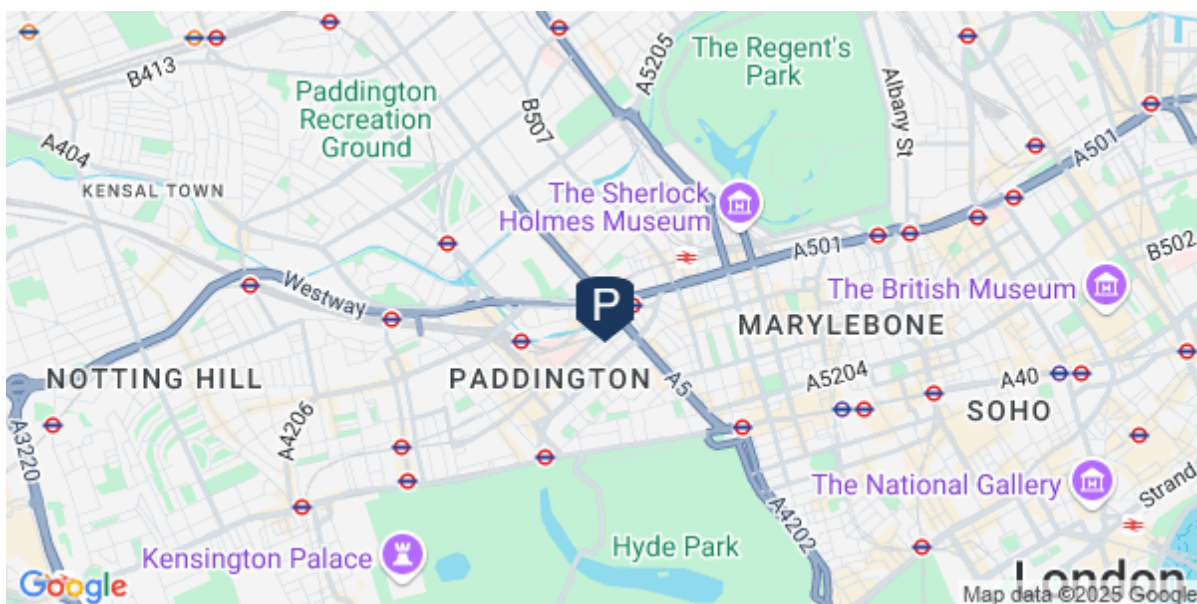 The Regent's
Park
A5205
B413
Paddington
Recreation
Ground
B507
Albany St
A404
A501
KENSAL TOWN
The Sherlock
Holmes Museum
A501
B502
Westway
P
The British Museum
MARYLEBONE
NOTTING HILL
PADDINGTON
A5
A5204
A40
SOHO
A4206
A3220
The National Gallery
Strand
A4202
Kensington Palace
Hyde Park
Google
London
Map data ©2025 Google